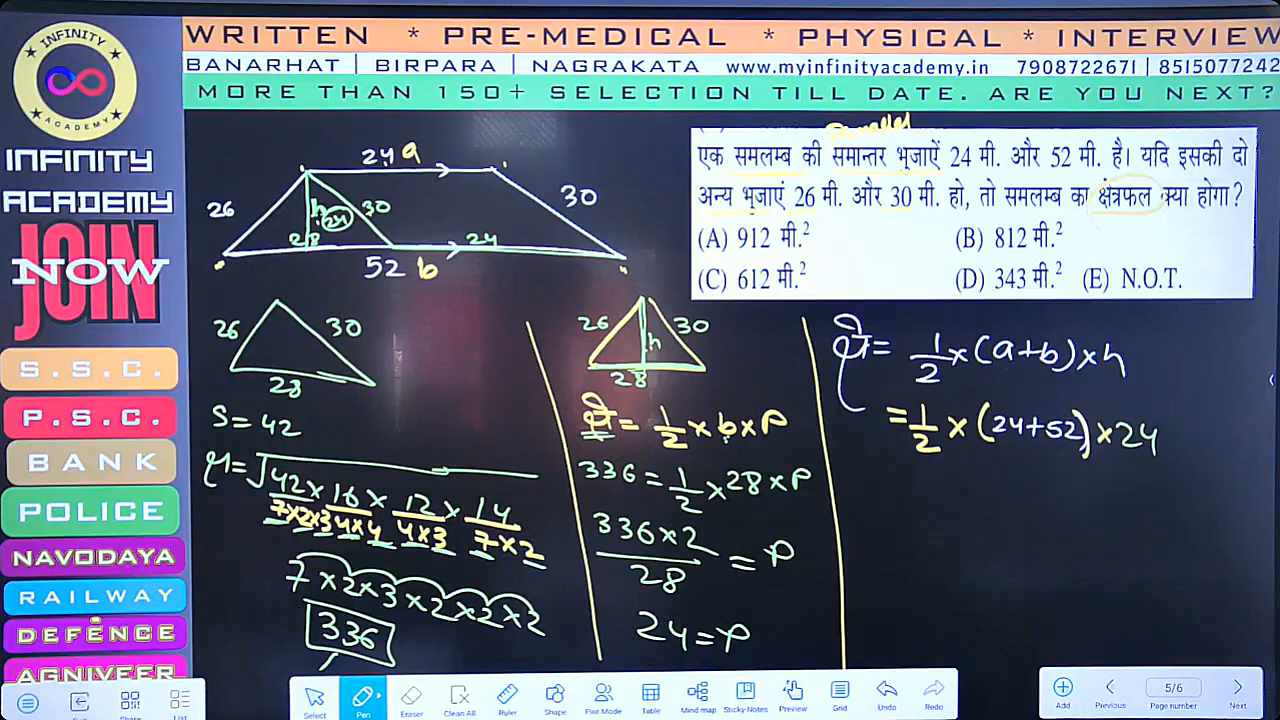 INFINITY
ACADEMY
WRITTEN * PRE-MEDICAL * PHYSICAL * INTERVIEW
BANARHAT | BIRPARA | NAGRAKATA www.myinfinityacademy.in 7908722671 | 8515077242
MORE THAN 150+ SELECTION TILL DATE. ARE YOU NEXT?
INFINITY
ACADEMY
JOIN
NOW
S.S.C.
P.S.C.
BANK
POLICE
NAVODAYA
RAILWAY
DEFENCE
AGNIVEER
Parallel
एक समलम्ब की समान्तर भुजाऐं 24 मी. और 52 मी. है। यदि इसकी दो
अन्य भुजाएं 26 मी. और 30 मी. हो, तो समलम्ब का क्षंत्रफल क्या होगा?
(A) 912 मी.² (B) 812 मी.²
(C) 612 मी.² (D) 343 मी.² (E) N.O.T.
24 a
26 h 24 30 30
28 24
52 b
26 30
28
S = 42
√42 × 16 × 12 × 14
7×2×3 4×4 4×3 7×2
7×2×3×2×2×2
336
26 h 30
28
क्षे = 1/2 × b × P
336 = 1/2 × 28 × P
336×2/28 = P
24 = P
क्षे = 1/2 × (a+b) × h
= 1/2 × (24+52) × 24
Select Pen Eraser Clean All Ruler Shape Pair Mode Table Mind map Sticky-Notes Preview Grid Undo Redo
Add Previous 5/6 Page number Next